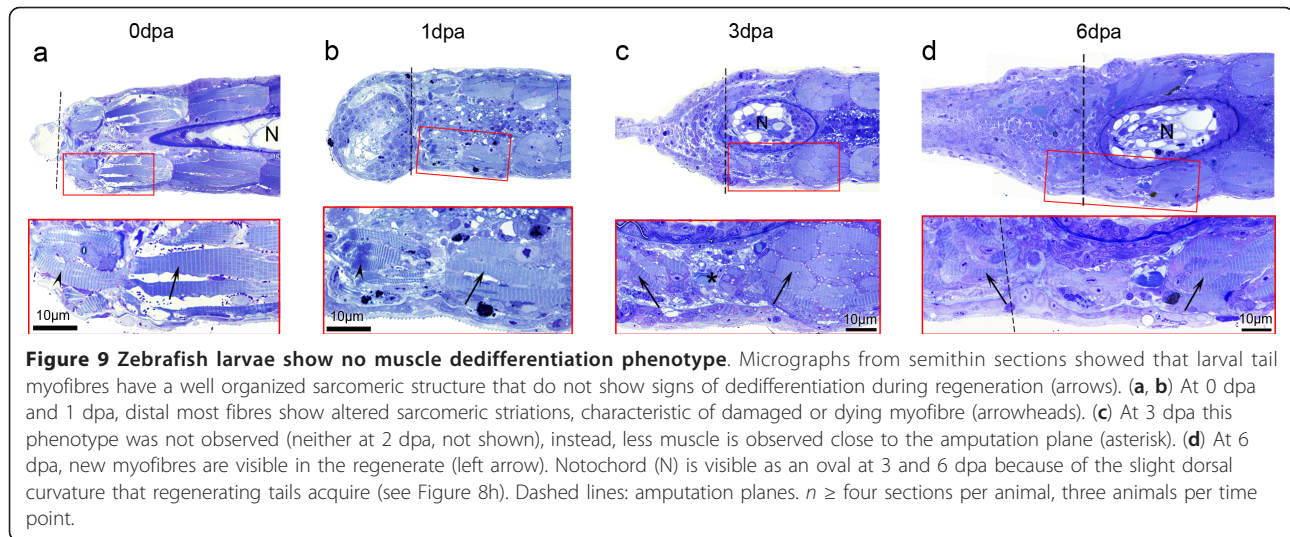 0dpa 1dpa 3dpa 6dpa
a b c d
N N N
10µm 10µm 10µm 10µm
*
Figure 9 Zebrafish larvae show no muscle dedifferentiation phenotype. Micrographs from semithin sections showed that larval tail
myofibres have a well organized sarcomeric structure that do not show signs of dedifferentiation during regeneration (arrows). (a, b) At 0 dpa
and 1 dpa, distal most fibres show altered sarcomeric striations, characteristic of damaged or dying myofibre (arrowheads). (c) At 3 dpa this
phenotype was not observed (neither at 2 dpa, not shown), instead, less muscle is observed close to the amputation plane (asterisk). (d) At 6
dpa, new myofibres are visible in the regenerate (left arrow). Notochord (N) is visible as an oval at 3 and 6 dpa because of the slight dorsal
curvature that regenerating tails acquire (see Figure 8h). Dashed lines: amputation planes. n ≥ four sections per animal, three animals per time
point.